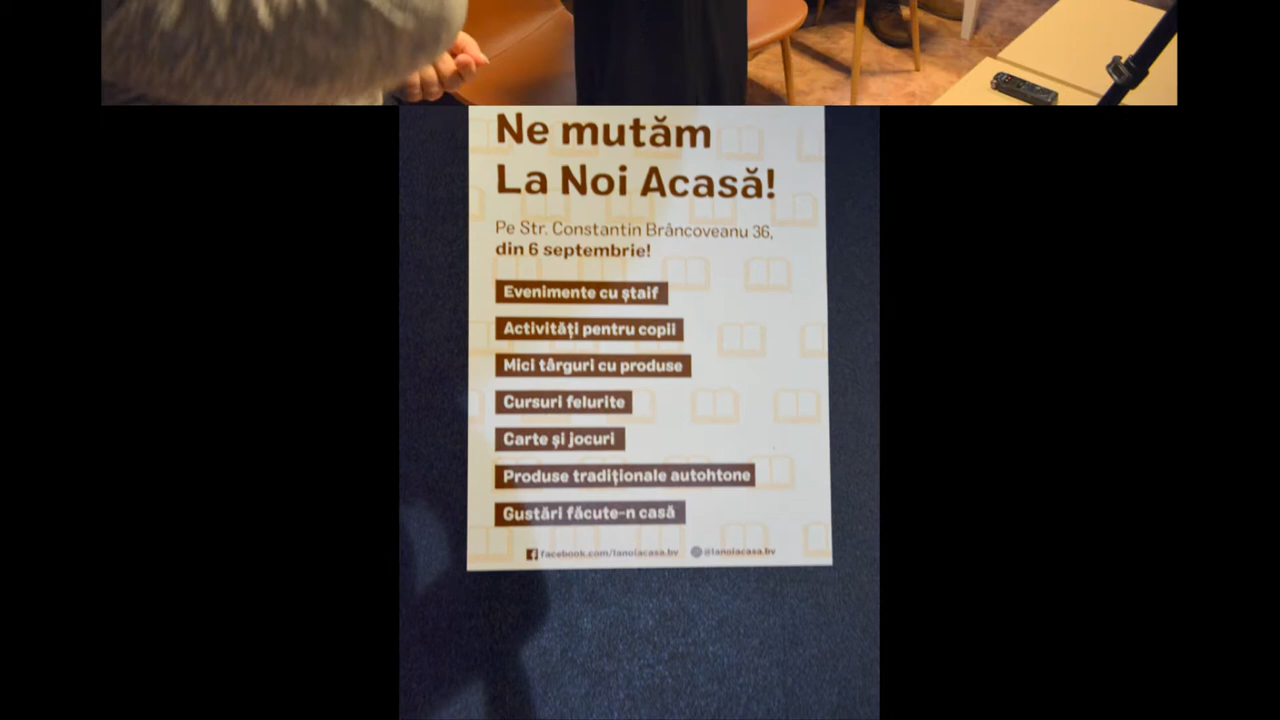 Ne mutăm
La Noi Acasă!
Pe Str. Constantin Brâncoveanu 36,
din 6 septembrie!
Evenimente cu ștaif
Activități pentru copii
Mici târguri cu produse
Cursuri felurite
Carte și jocuri
Produse tradiționale autohtone
Gustări făcute-n casă
facebook.com/lanoiacasa.bv @lanoiacasa.bv